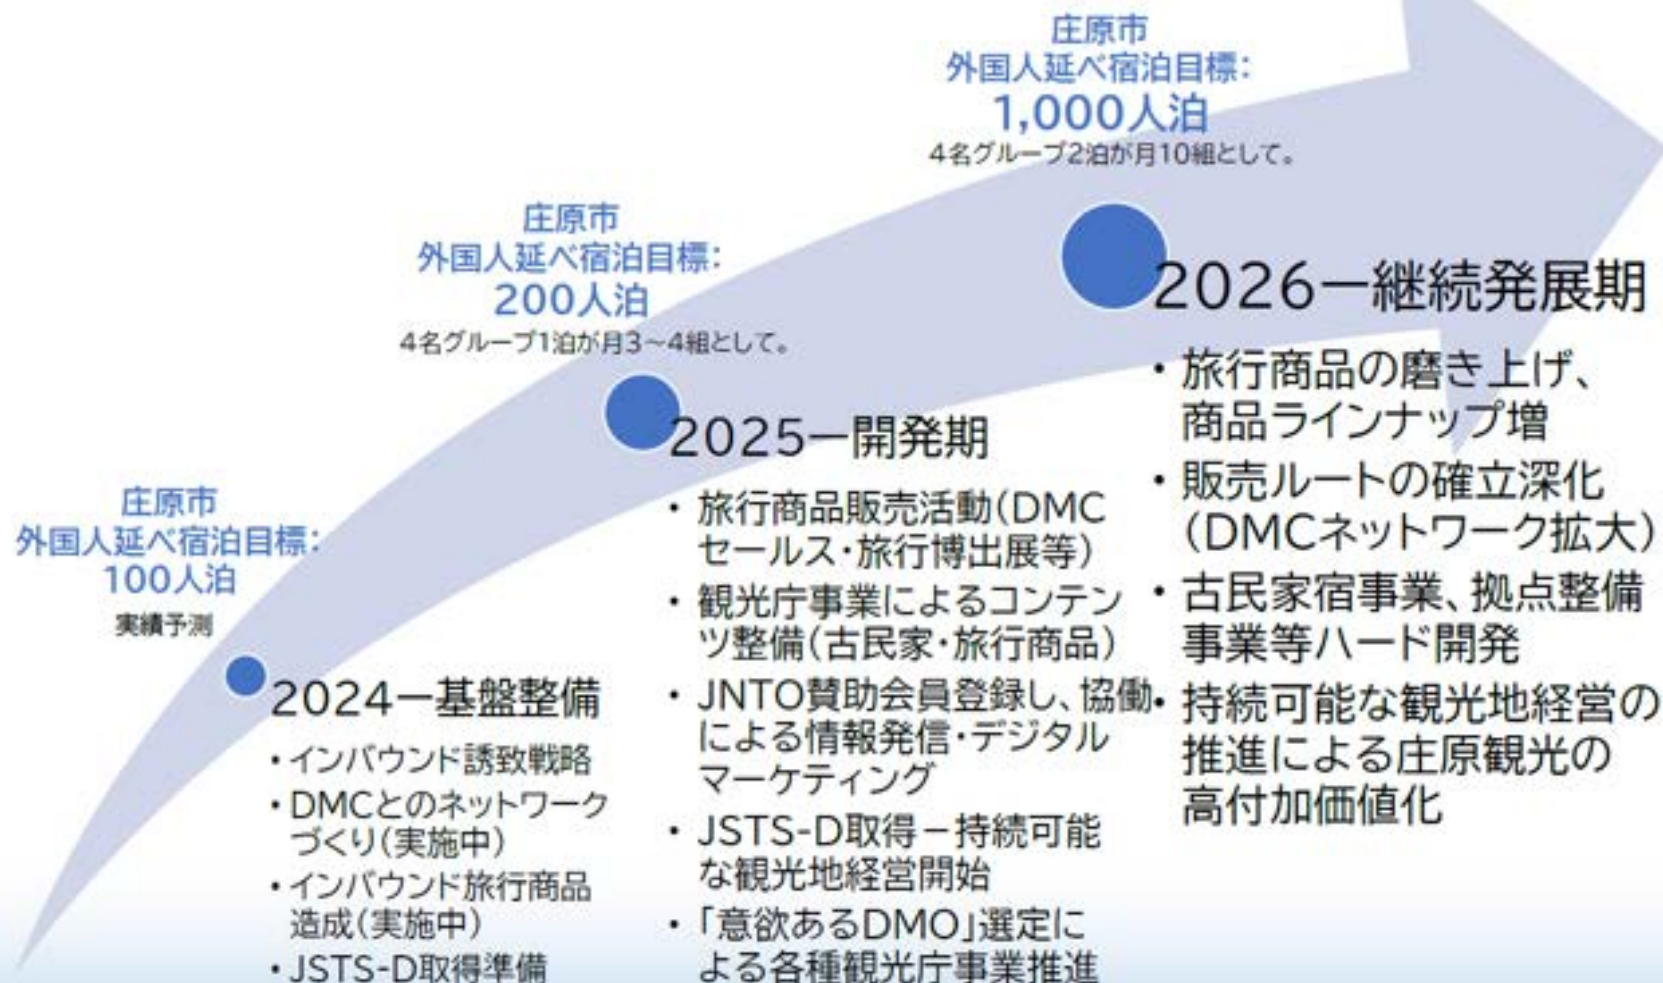 庄原市
外国人延べ宿泊目標:
100人泊
実績予測
2024ー基盤整備
・インバウンド誘致戦略
・DMCとのネットワーク
づくり(実施中)
・インバウンド旅行商品
造成(実施中)
・JSTS-D取得準備
庄原市
外国人延べ宿泊目標:
200人泊
4名グループ1泊が月3～4組として。
2025ー開発期
・旅行商品販売活動(DMC
セールス・旅行博出展等)
・観光庁事業によるコンテン
ツ整備(古民家・旅行商品)
・JNTO賛助会員登録し、協働
による情報発信・デジタル
マーケティング
・JSTS-D取得－持続可能
な観光地経営開始
・「意欲あるDMO」選定に
よる各種観光庁事業推進
庄原市
外国人延べ宿泊目標:
1,000人泊
4名グループ2泊が月10組として。
2026ー継続発展期
・旅行商品の磨き上げ、
商品ラインナップ増
・販売ルートの確立深化
(DMCネットワーク拡大)
・古民家宿事業、拠点整備
事業等ハード開発
・持続可能な観光地経営の
推進による庄原観光の
高付加価値化